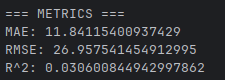 === METRICS ===
MAE: 11.84115400937429
RMSE: 26.957541454912995
R^2: 0.030600844942997862